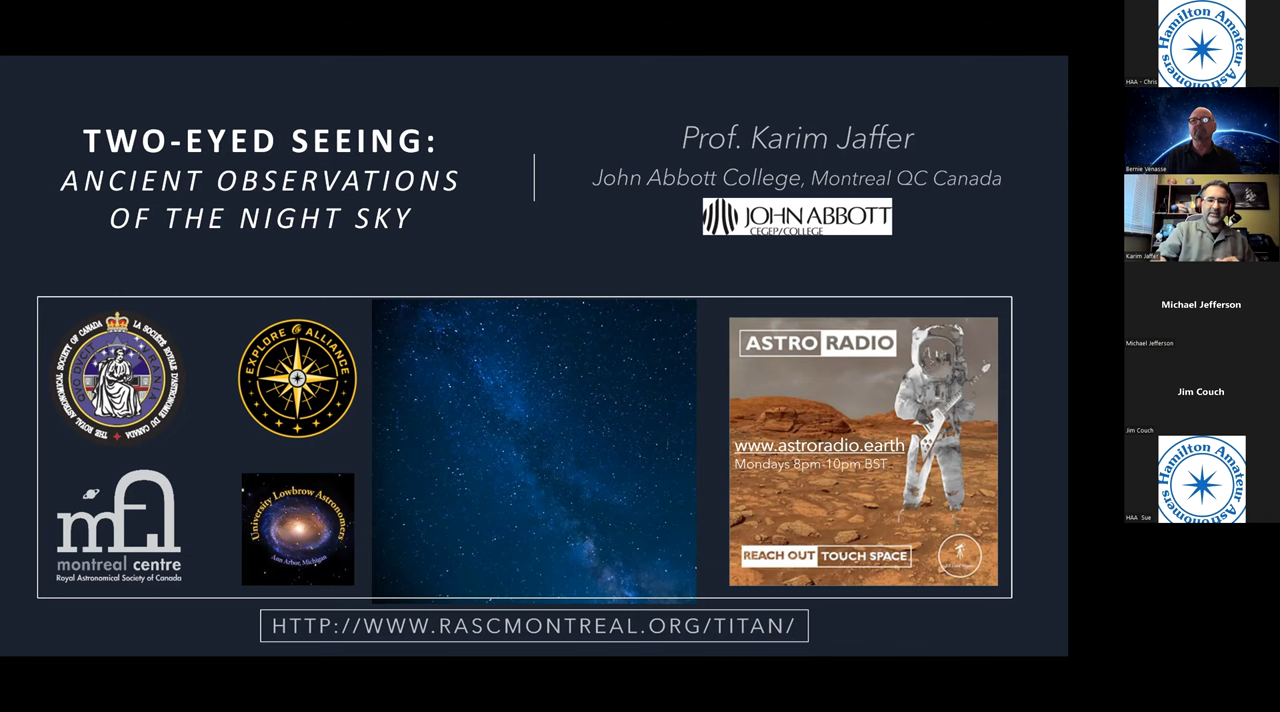 TWO-EYED SEEING:
ANCIENT OBSERVATIONS
OF THE NIGHT SKY
Prof. Karim Jaffer
John Abbott College, Montreal QC Canada
JOHN ABBOTT
CEGEP/COLLEGE
THE ROYAL ASTRONOMICAL SOCIETY OF CANADA
LA SOCIÉTÉ ROYALE D'ASTRONOMIE DU CANADA
QUO DUCIT URANIA
EXPLORE ALLIANCE
montreal centre
Royal Astronomical Society of Canada
University Lowbrow Astronomers
Ann Arbor, Michigan
ASTRO RADIO
www.astroradio.earth
Mondays 8pm-10pm BST
REACH OUT TOUCH SPACE
HTTP://WWW.RASCMONTREAL.ORG/TITAN/
Hamilton Amateur Astronomers
HAA - Chris
Bernie Venasse
Karim Jaffer
Michael Jefferson
Michael Jefferson
Jim Couch
Jim Couch
Hamilton Amateur Astronomers
HAA Sue